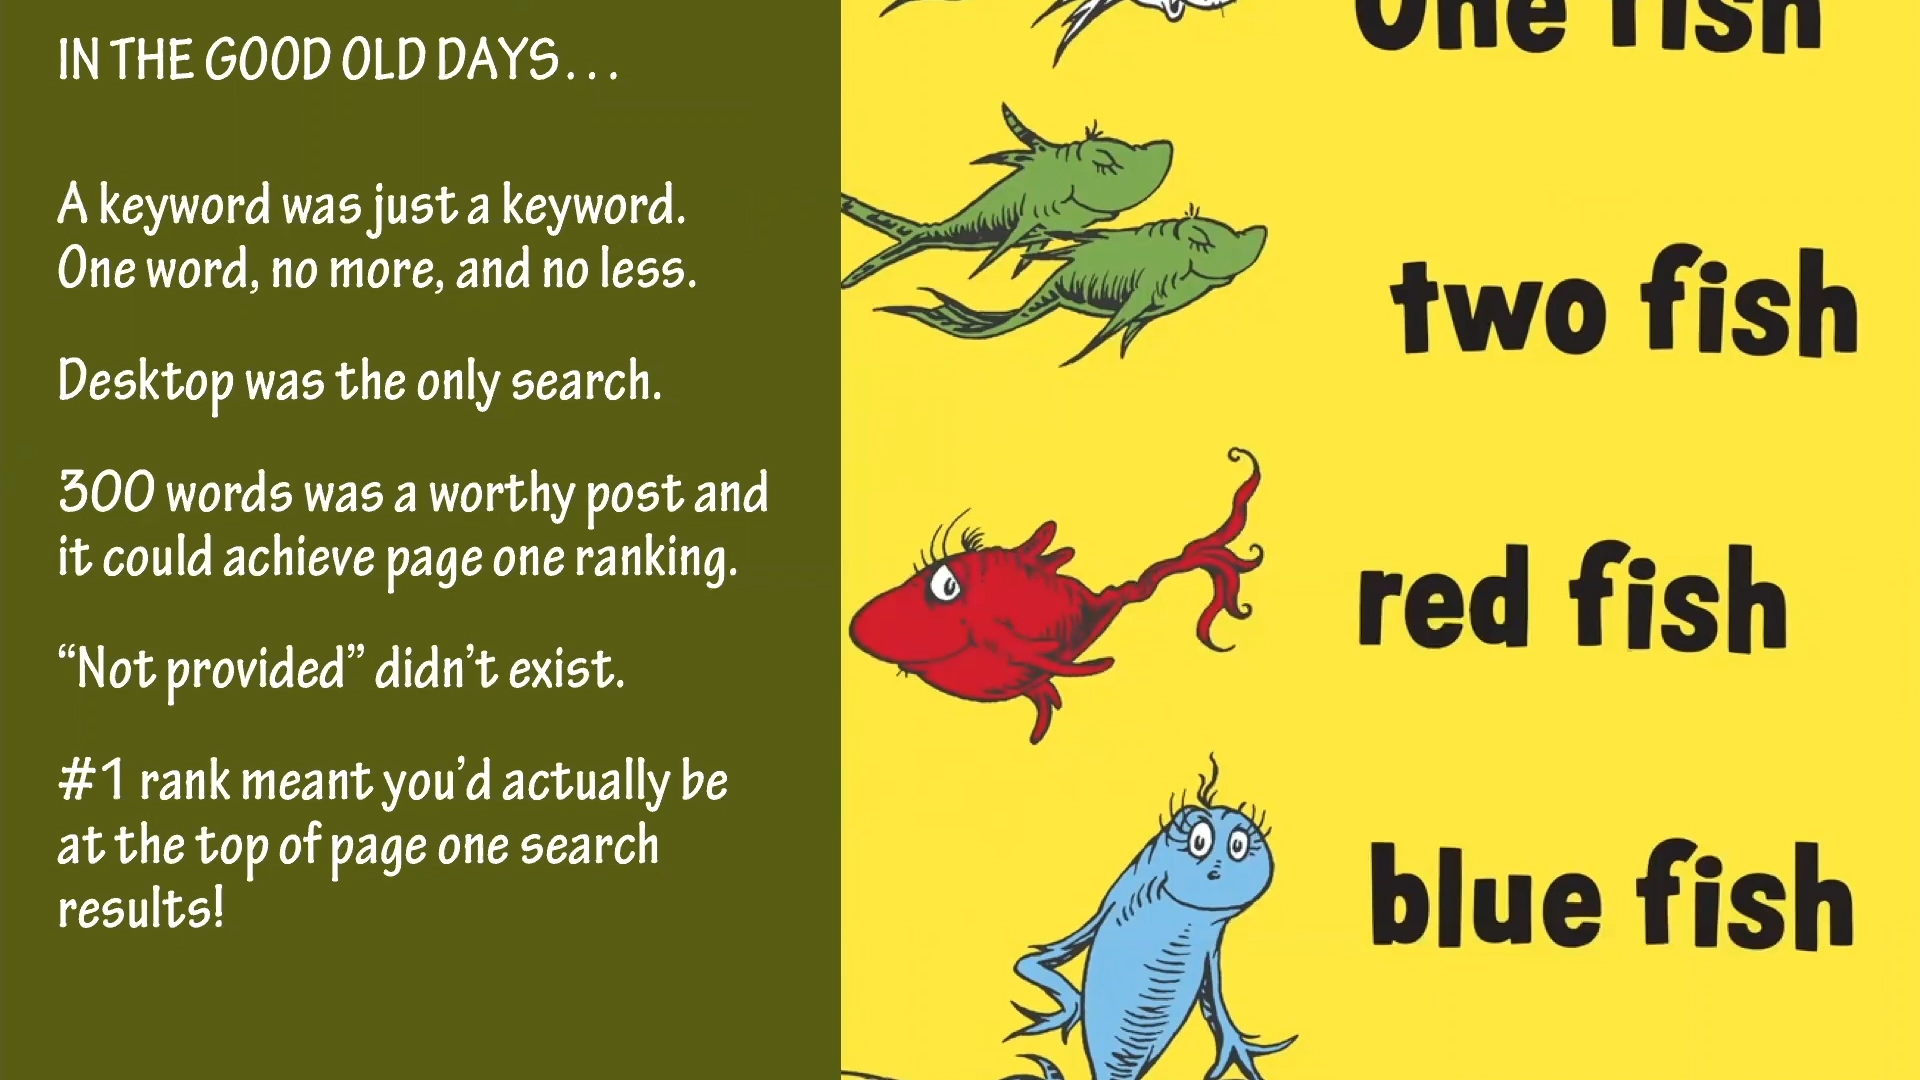 IN THE GOOD OLD DAYS...
A keyword was just a keyword.
One word, no more, and no less.
Desktop was the only search.
300 words was a worthy post and
it could achieve page one ranking.
“Not provided” didn’t exist.
#1 rank meant you’d actually be
at the top of page one search
results!
One fish
two fish
red fish
blue fish